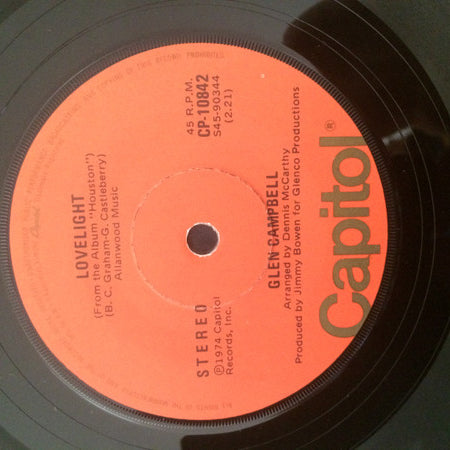 LOVELIGHT
(From the Album "Houston")
(B. C. Graham-G. Castleberry)
Allanwood Music
STEREO
℗1974 Capitol
Records, Inc.
45 R.P.M.
CP-10842
S45-90344
(2.21)
GLEN CAMPBELL
Arranged by Dennis McCarthy
Produced by Jimmy Bowen for Glenco Productions
Capitol®